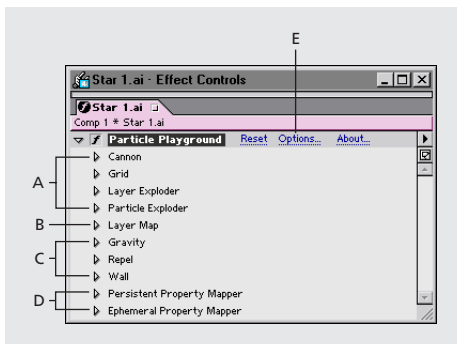 E
Star 1.ai · Effect Controls
Star 1.ai
Comp 1 * Star 1.ai
f Particle Playground Reset Options... About...
A
Cannon
Grid
Layer Exploder
Particle Exploder
B
Layer Map
C
Gravity
Repel
Wall
D
Persistent Property Mapper
Ephemeral Property Mapper